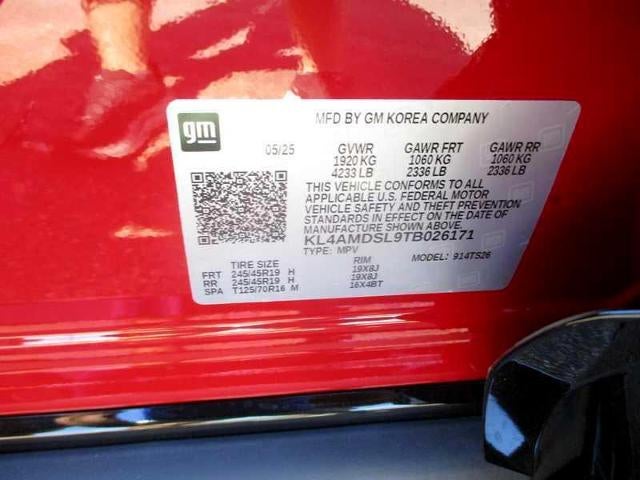 gm
MFD BY GM KOREA COMPANY
05/25 GVWR GAWR FRT GAWR RR
1920 KG 1060 KG 1060 KG
4233 LB 2336 LB 2336 LB
THIS VEHICLE CONFORMS TO ALL
APPLICABLE U.S. FEDERAL MOTOR
VEHICLE SAFETY AND THEFT PREVENTION
STANDARDS IN EFFECT ON THE DATE OF
MANUFACTURE SHOWN ABOVE.
KL4AMDSL9TB026171
TYPE: MPV 914TS26
TIRE SIZE RIM
FRT 245/45R19 H 19X8J
RR 245/45R19 H 19X8J
SPA T125/70R16 M 16X4BT